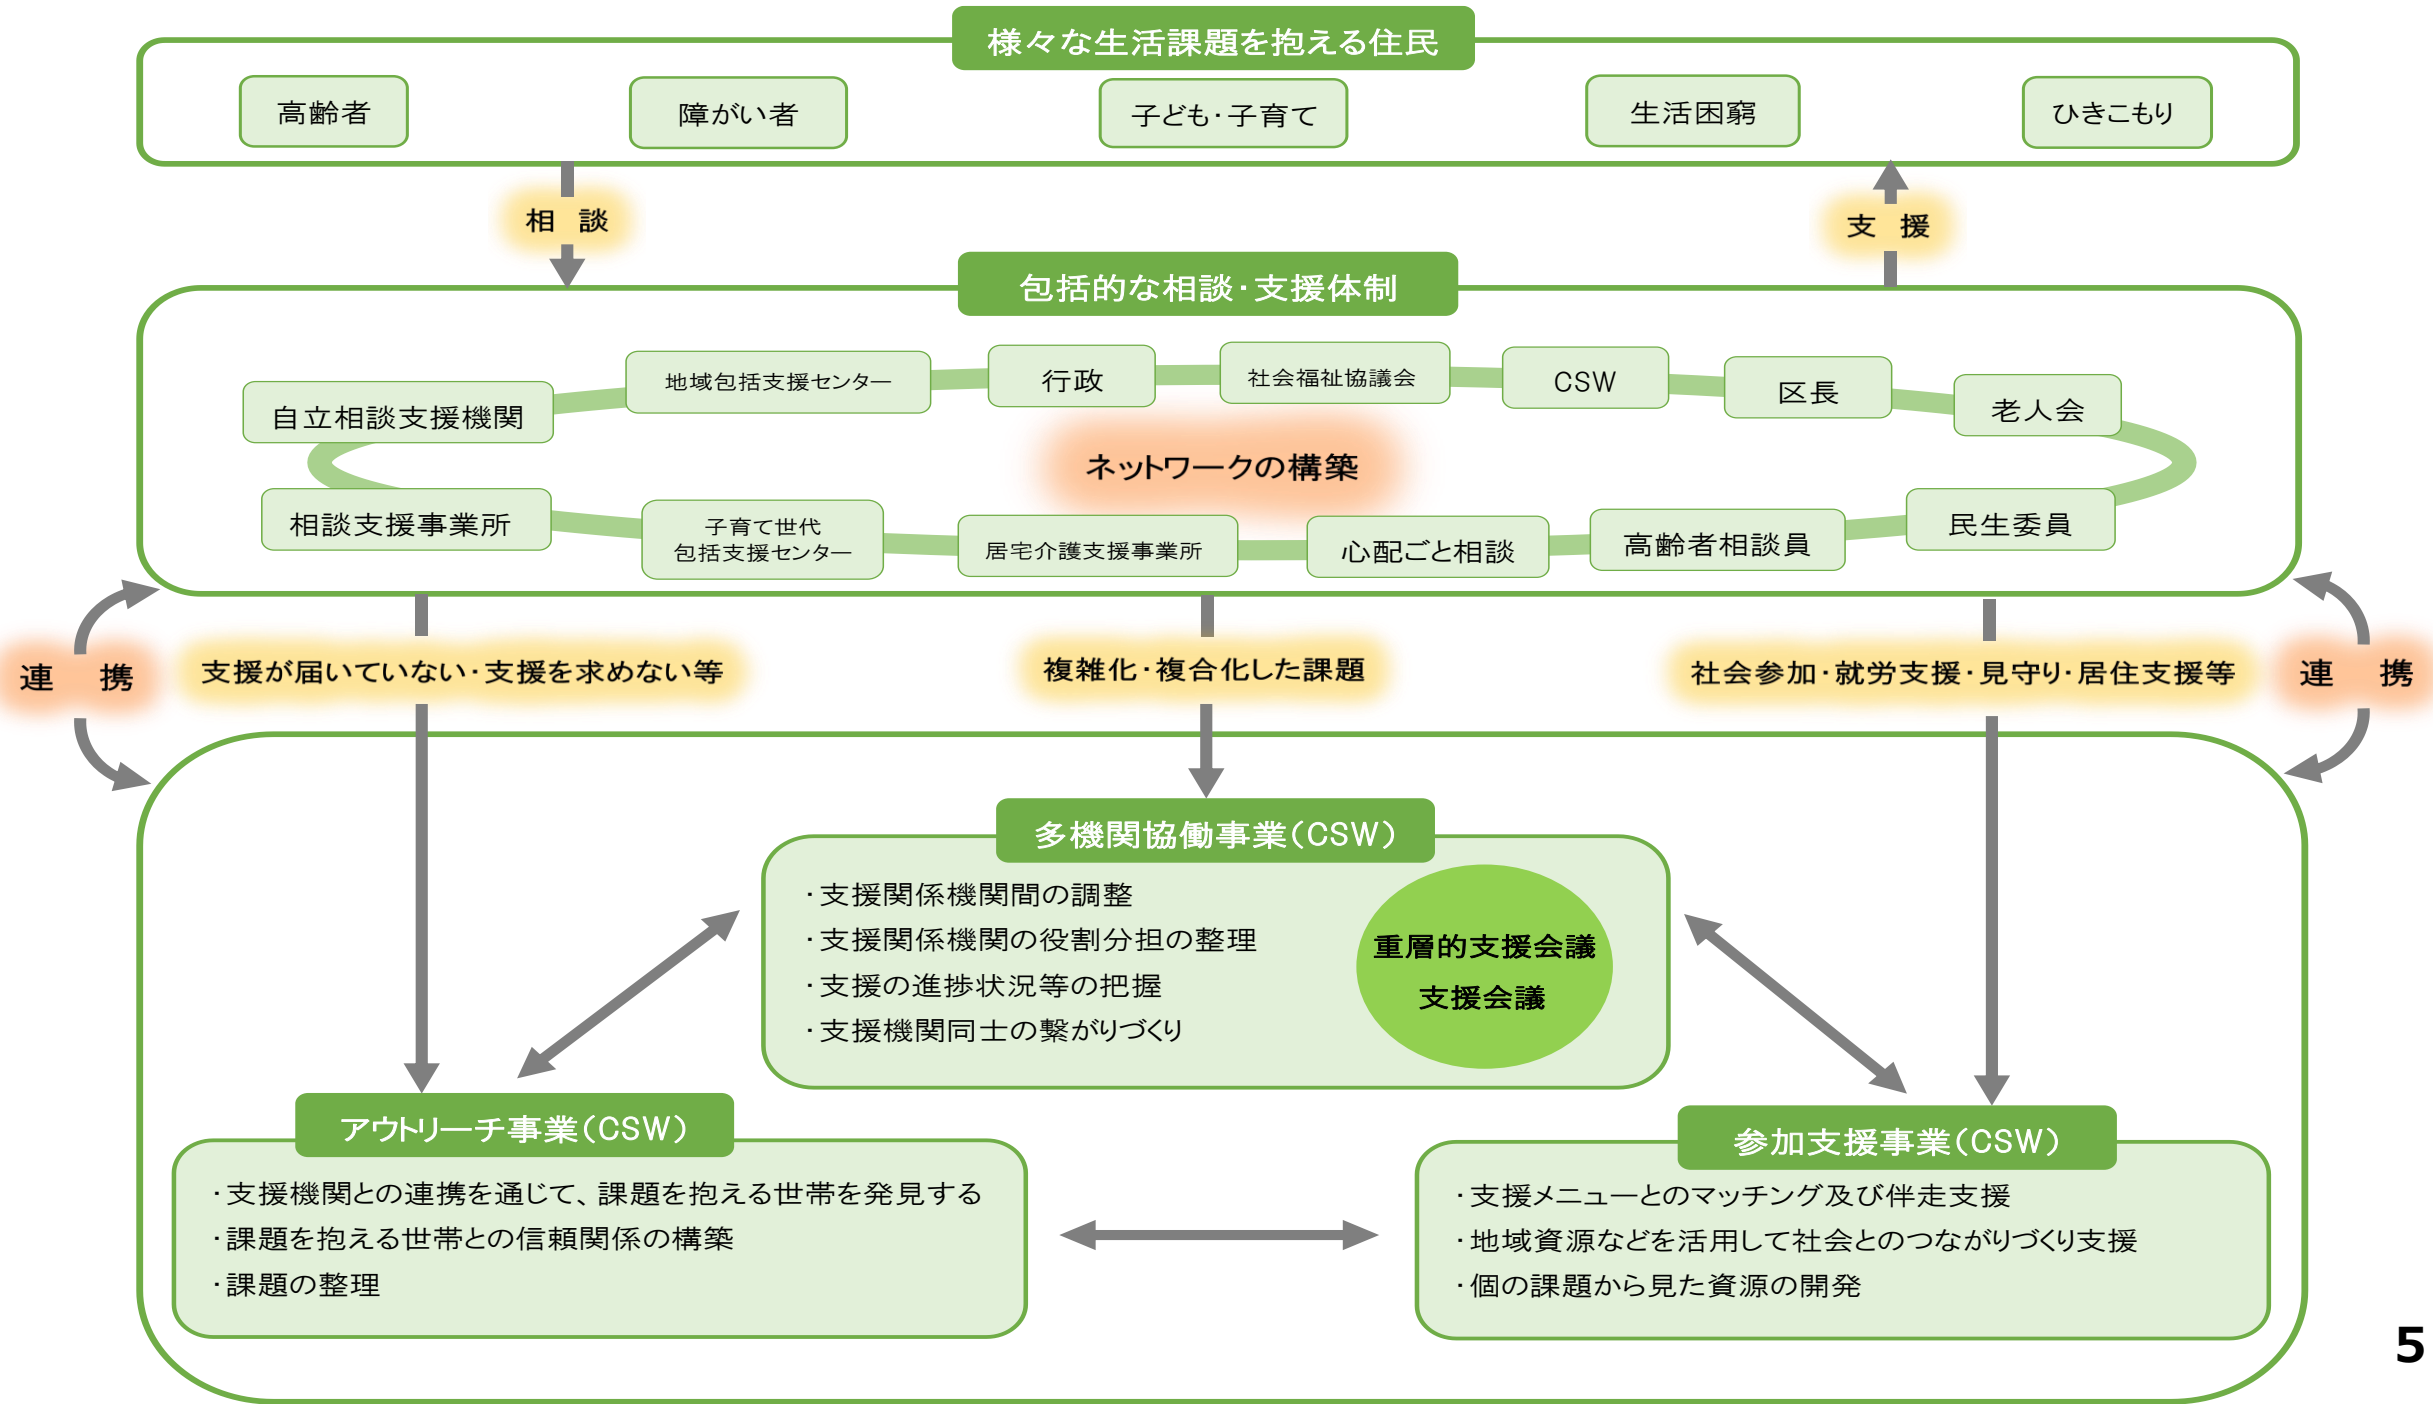 様々な生活課題を抱える住民
高齢者
障がい者
子ども・子育て
生活困窮
ひきこもり
相　談
支　援
包括的な相談・支援体制
自立相談支援機関
地域包括支援センター
行政
社会福祉協議会
CSW
区長
老人会
ネットワークの構築
相談支援事業所
子育て世代
包括支援センター
居宅介護支援事業所
心配ごと相談
高齢者相談員
民生委員
連　携
支援が届いていない・支援を求めない等
複雑化・複合化した課題
社会参加・就労支援・見守り・居住支援等
連　携
多機関協働事業（CSW）
・支援関係機関間の調整
・支援関係機関の役割分担の整理
・支援の進捗状況等の把握
・支援機関同士の繋がりづくり
重層的支援会議
支援会議
アウトリーチ事業（CSW）
・支援機関との連携を通じて、課題を抱える世帯を発見する
・課題を抱える世帯との信頼関係の構築
・課題の整理
参加支援事業（CSW）
・支援メニューとのマッチング及び伴走支援
・地域資源などを活用して社会とのつながりづくり支援
・個の課題から見た資源の開発
5